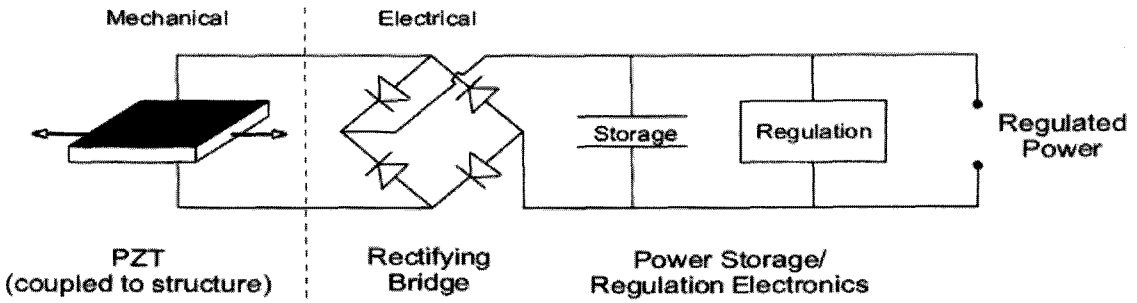 Mechanical
Electrical
Storage
Regulation
Regulated
Power
PZT
(coupled to structure)
Rectifying
Bridge
Power Storage/
Regulation Electronics